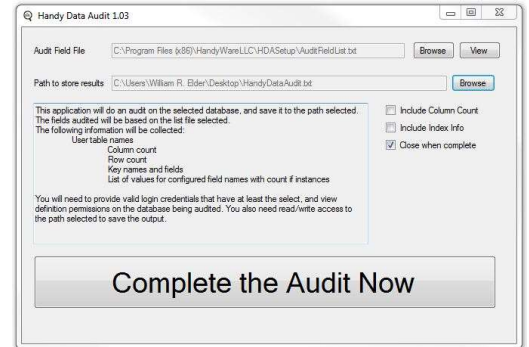 Handy Data Audit 1.03
Audit Field File C:\Program Files (x86)\HandyWareLLC\HDASetup\AuditFieldList.txt Browse View
Path to store results C:\Users\William R. Elder\Desktop\HandyDataAudit.txt Browse
This application will do an audit on the selected database, and save it to the path selected.
The fields audited will be based on the list file selected.
The following information will be collected:
User table names
Column count
Row count
Key names and fields
List of values for configured field names with count if instances
You will need to provide valid login credentials that have at least the select, and view
definition permissions on the database being audited. You also need read/write access to
the path selected to save the output.
Include Column Count
Include Index Info
Close when complete
Complete the Audit Now